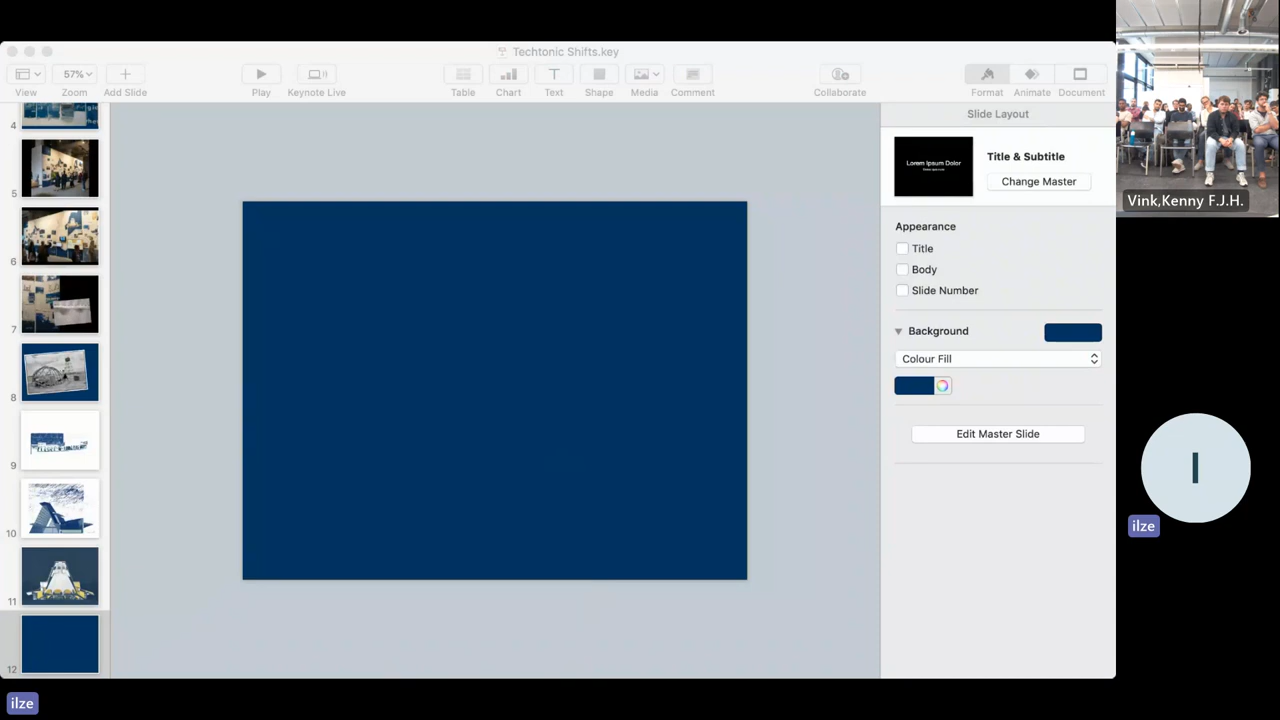 Techtonic Shifts.key
57%
View
Zoom
Add Slide
Play
Keynote Live
Table
Chart
Text
Shape
Media
Comment
Collaborate
Format
Animate
Document
Slide Layout
Lorem Ipsum Dolor
Title & Subtitle
Change Master
Appearance
Title
Body
Slide Number
Background
Colour Fill
Edit Master Slide
4
5
6
7
8
9
10
11
12
Vink,Kenny F.J.H.
I
ilze
ilze